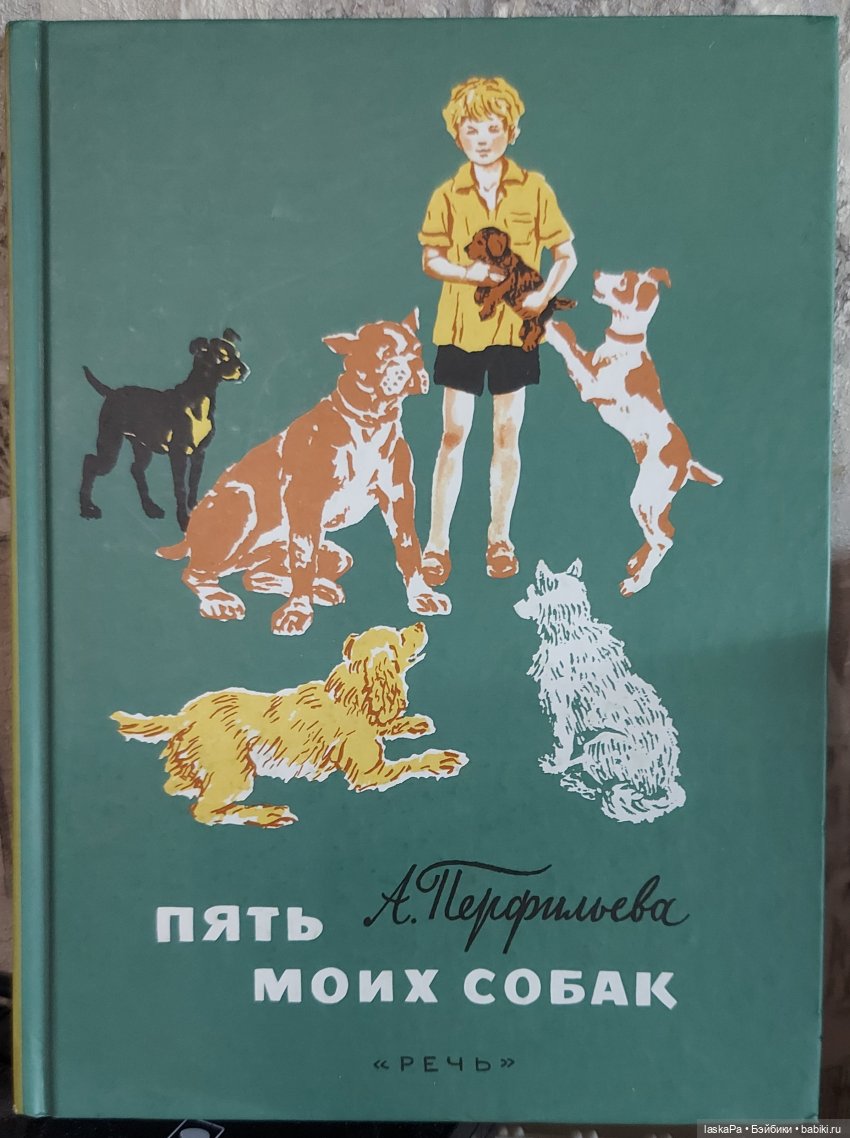 А. Перфильева
ПЯТЬ
МОИХ СОБАК
«РЕЧЬ»
laskaPa • Бэйбики • babiki.ru